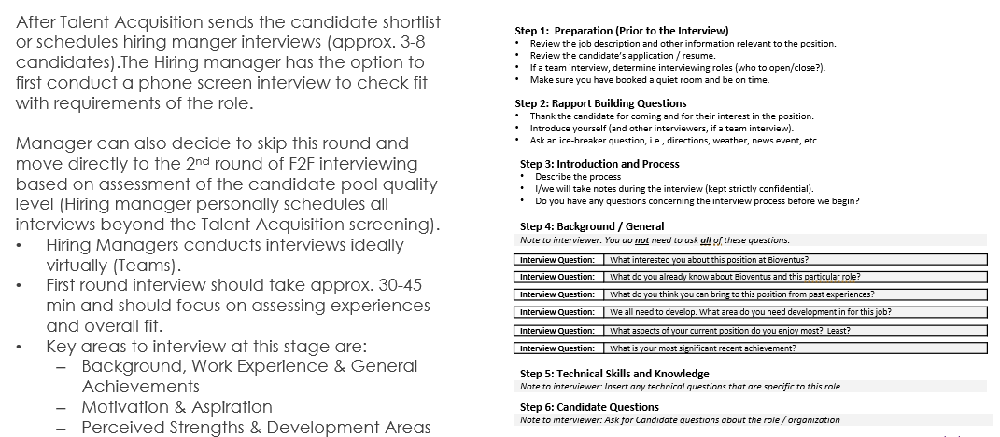 After Talent Acquisition sends the candidate shortlist
or schedules hiring manger interviews (approx. 3-8
candidates).The Hiring manager has the option to
first conduct a phone screen interview to check fit
with requirements of the role.
Manager can also decide to skip this round and
move directly to the 2nd round of F2F interviewing
based on assessment of the candidate pool quality
level (Hiring manager personally schedules all
interviews beyond the Talent Acquisition screening).
• Hiring Managers conducts interviews ideally
virtually (Teams).
• First round interview should take approx. 30-45
min and should focus on assessing experiences
and overall fit.
• Key areas to interview at this stage are:
– Background, Work Experience & General
Achievements
– Motivation & Aspiration
– Perceived Strengths & Development Areas
Step 1: Preparation (Prior to the Interview)
• Review the job description and other information relevant to the position.
• Review the candidate's application / resume.
• If a team interview, determine interviewing roles (who to open/close?).
• Make sure you have booked a quiet room and be on time.
Step 2: Rapport Building Questions
• Thank the candidate for coming and for their interest in the position.
• Introduce yourself (and other interviewers, if a team interview).
• Ask an ice-breaker question, i.e., directions, weather, news event, etc.
Step 3: Introduction and Process
• Describe the process
• I/we will take notes during the interview (kept strictly confidential).
• Do you have any questions concerning the interview process before we begin?
Step 4: Background / General
Note to interviewer: You do not need to ask all of these questions.
Interview Question: What interested you about this position at Bioventus?
Interview Question: What do you already know about Bioventus and this particular role?
Interview Question: What do you think you can bring to this position from past experiences?
Interview Question: We all need to develop. What area do you need development in for this job?
Interview Question: What aspects of your current position do you enjoy most? Least?
Interview Question: What is your most significant recent achievement?
Step 5: Technical Skills and Knowledge
Note to interviewer: Insert any technical questions that are specific to this role.
Step 6: Candidate Questions
Note to interviewer: Ask for Candidate questions about the role / organization